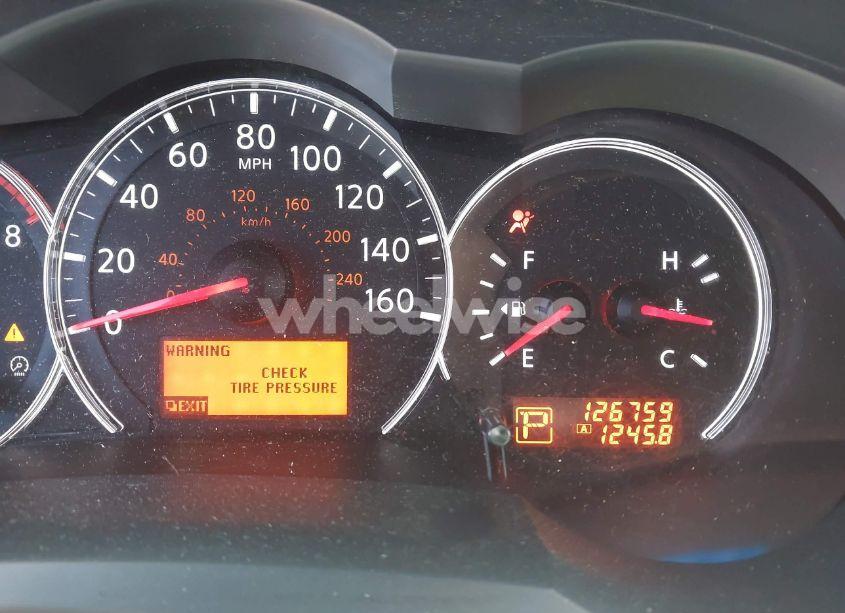 8
0
20
40
60
80
MPH
100
120
140
160
0
40
80
120
km/h
160
200
240
wheelwise
WARNING
CHECK
TIRE PRESSURE
EXIT
F
E
H
C
P
126759
A 1245.8